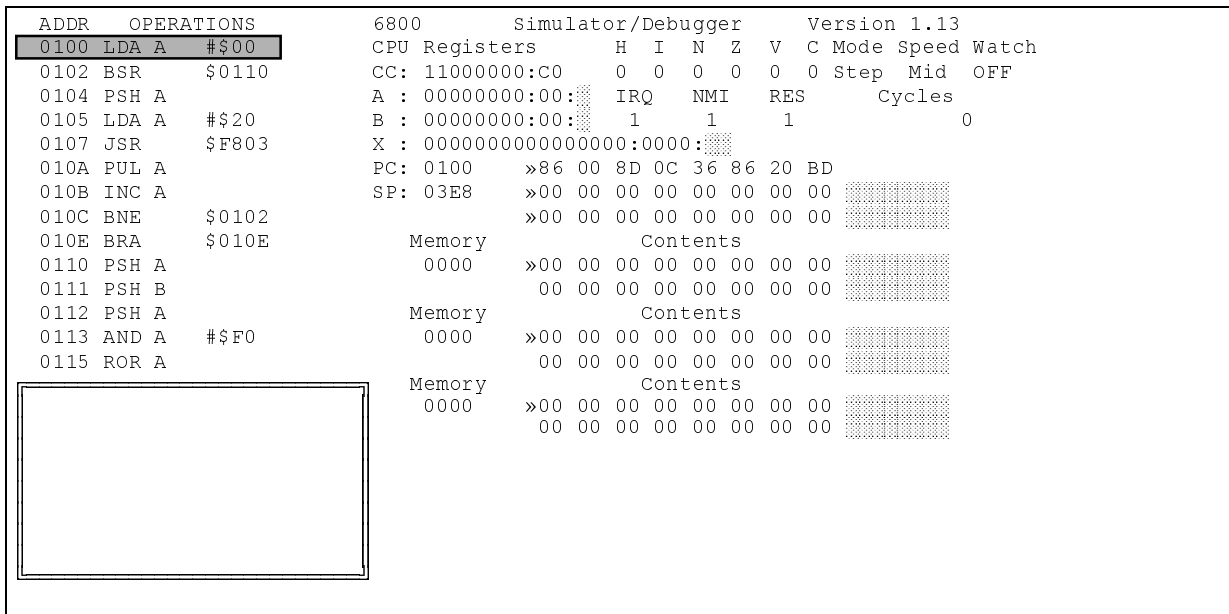 ADDR OPERATIONS 6800 Simulator/Debugger Version 1.13
0100 LDA A #$00 CPU Registers H I N Z V C Mode Speed Watch
0102 BSR $0110 CC: 11000000:C0 0 0 0 0 0 0 Step Mid OFF
0104 PSH A A : 00000000:00:░ IRQ NMI RES Cycles
0105 LDA A #$20 B : 00000000:00:░ 1 1 1 0
0107 JSR $F803 X : 0000000000000000:0000:░░
010A PUL A PC: 0100 »86 00 8D 0C 36 86 20 BD
010B INC A SP: 03E8 »00 00 00 00 00 00 00 00 ░░░░░░░░
010C BNE $0102 »00 00 00 00 00 00 00 00 ░░░░░░░░
010E BRA $010E Memory Contents
0110 PSH A 0000 »00 00 00 00 00 00 00 00 ░░░░░░░░
0111 PSH B 00 00 00 00 00 00 00 00 ░░░░░░░░
0112 PSH A Memory Contents
0113 AND A #$F0 0000 »00 00 00 00 00 00 00 00 ░░░░░░░░
0115 ROR A 00 00 00 00 00 00 00 00 ░░░░░░░░
Memory Contents
0000 »00 00 00 00 00 00 00 00 ░░░░░░░░
00 00 00 00 00 00 00 00 ░░░░░░░░